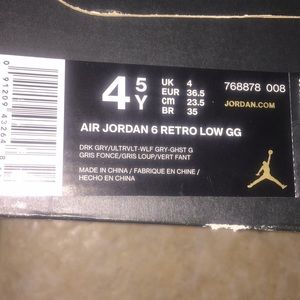 4 5 Y
UK 4
EUR 36.5
CM 23.5
BR 35
768878 008
JORDAN.COM
AIR JORDAN 6 RETRO LOW GG
DRK GRY/ULTRVLT-WLF GRY-GHST G
GRIS FONCE/GRIS LOUP/VERT FANT
MADE IN CHINA / FABRIQUE EN CHINE /
HECHO EN CHINA